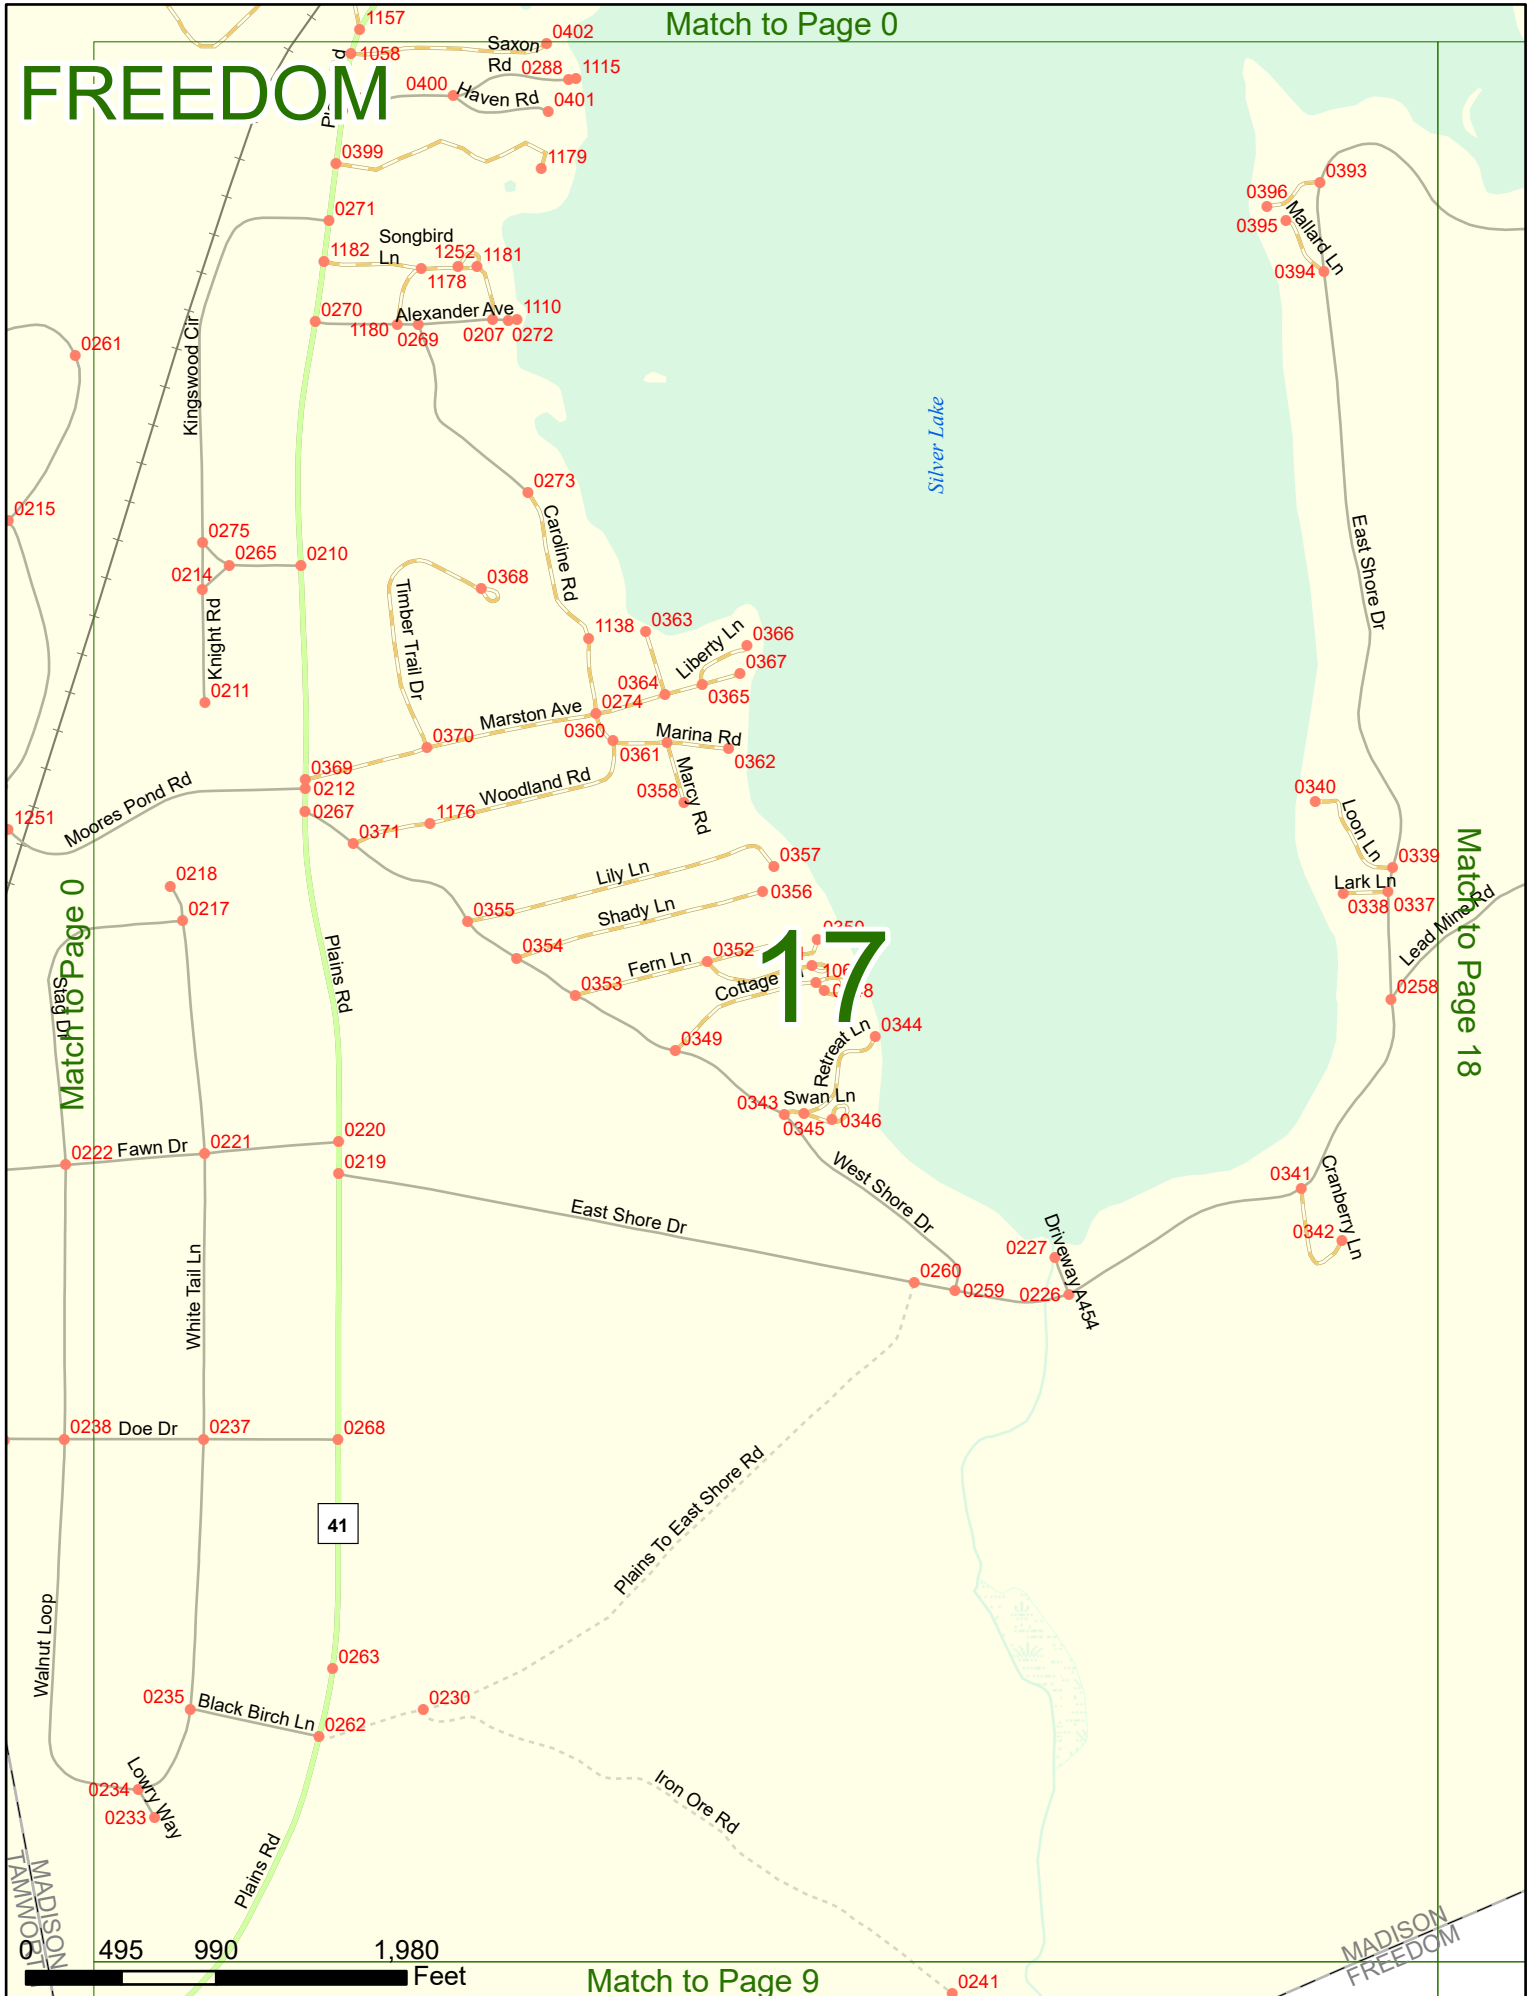 Match to Page 0
FREEDOM
1157
0402
Saxon
Rd
1058
0288
1115
0400
Haven Rd
0401
0399
1179
0393
0396
0395
Mallard Ln
0394
0271
Songbird
Ln
1182
1252
1181
1178
0270
Alexander Ave
1110
1180
0269
0207
0272
0261
Kingswood Cir
Silver Lake
0273
0215
0275
0265
0210
0214
Caroline Rd
East Shore Dr
0368
Timber Trail Dr
Knight Rd
1138
0363
Liberty Ln
0366
0367
0211
0364
0365
0274
Marston Ave
0370
0360
Marina Rd
0361
0362
0369
0212
Moores Pond Rd
Woodland Rd
0358
Marcy Rd
0340
0267
1251
1176
0371
Loon Ln
0357
0339
Lily Ln
0218
0356
Lark Ln
0338
0337
Lead Mine Rd
Shady Ln
0217
0355
Match to Page 0
Match to Page 18
0354
Plains Rd
0352
Fern Ln
17
0353
Cottage
0258
Stag Dr
0349
Retreat Ln
0344
Swan Ln
0343
0345
0346
0220
0221
Fawn Dr
0222
0219
West Shore Dr
0341
Cranberry Ln
0342
East Shore Dr
Driveway A454
0227
0260
0259
0226
White Tail Ln
0238
Doe Dr
0237
0268
Plains To East Shore Rd
41
Walnut Loop
0263
0235
Black Birch Ln
0230
0262
Lowry Way
0234
Iron Ore Rd
0233
Plains Rd
MADISON
TAMWORT
MADISON
FREEDOM
0 495 990 1,980
Feet
Match to Page 9
0241